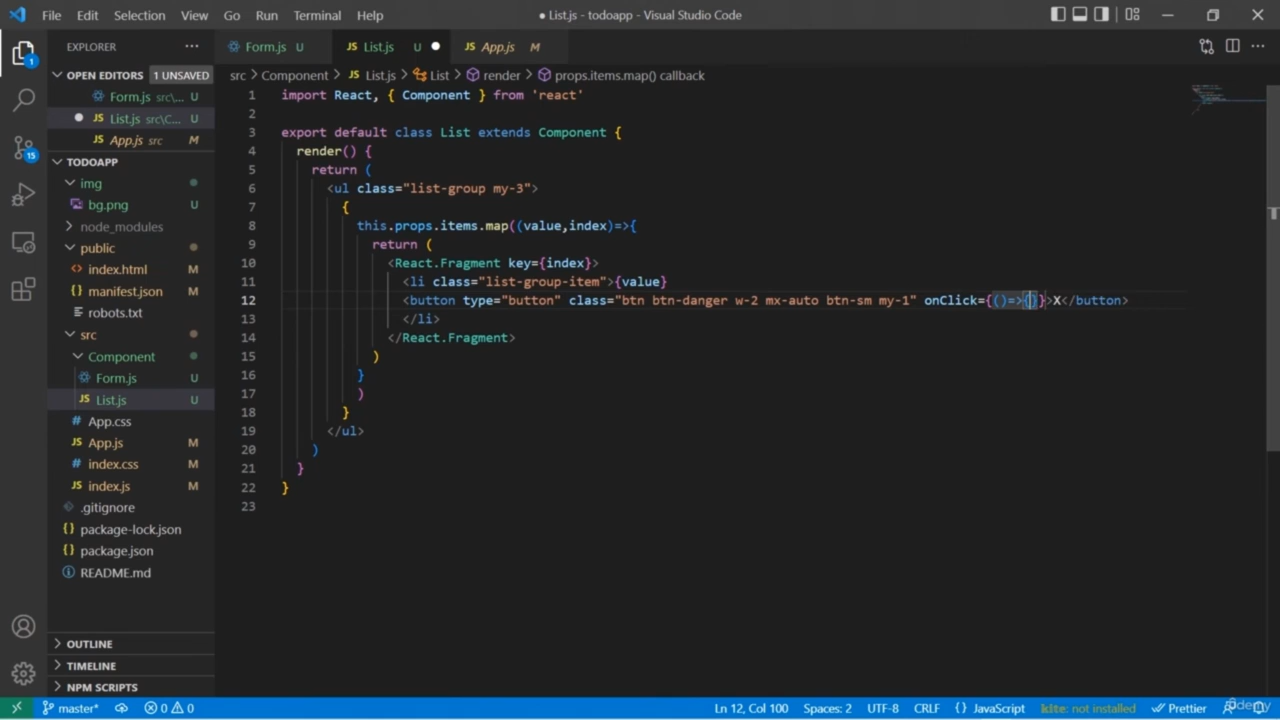 File Edit Selection View Go Run Terminal Help
● List.js - todoapp - Visual Studio Code
EXPLORER
Form.js U
List.js U
App.js M
OPEN EDITORS 1 UNSAVED
src > Component > JS List.js > List > render > props.items.map() callback
Form.js src\... U
List.js src\C... U
JS App.js src M
TODOAPP
img
bg.png U
node_modules
public
index.html M
manifest.json M
robots.txt
src
Component
Form.js U
JS List.js U
# App.css
JS App.js M
# index.css M
JS index.js M
.gitignore
{} package-lock.json
{} package.json
README.md
OUTLINE
TIMELINE
NPM SCRIPTS
1 import React, { Component } from 'react'
2
3 export default class List extends Component {
4 render() {
5 return (
6 <ul class="list-group my-3">
7 {
8 this.props.items.map((value,index)=>{
9 return (
10 <React.Fragment key={index}>
11 <li class="list-group-item">{value}
12 <button type="button" class="btn btn-danger w-2 mx-auto btn-sm my-1" onClick={()=>{}}>X</button>
13 </li>
14 </React.Fragment>
15 )
16 }
17 )
18 }
19 </ul>
20 )
21 }
22 }
23
1
15
master* 0 0
Ln 12, Col 100 Spaces: 2 UTF-8 CRLF {} JavaScript kite: not installed Prettier
Udemy